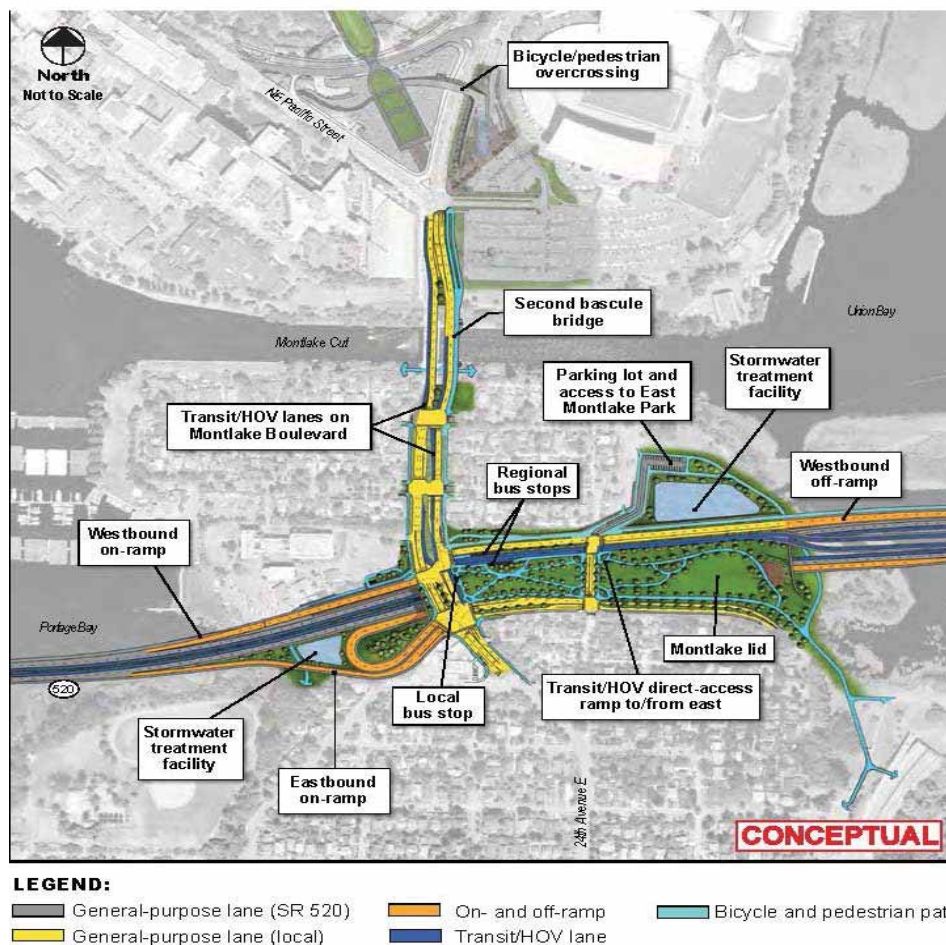 North
Not to Scale
Bicycle/pedestrian
overcrossing
NE Pacific Street
Second bascule
bridge
Union Bay
Montlake Cut
Parking lot and
access to East
Montlake Park
Stormwater
treatment
facility
Transit/HOV lanes on
Montlake Boulevard
Regional
bus stops
Westbound
off-ramp
Westbound
on-ramp
Portage Bay
520
Montlake lid
Local
bus stop
Transit/HOV direct-access
ramp to/from east
Stormwater
treatment
facility
Eastbound
on-ramp
24th Avenue E
CONCEPTUAL
LEGEND:
General-purpose lane (SR 520)
On- and off-ramp
Bicycle and pedestrian pat
General-purpose lane (local)
Transit/HOV lane